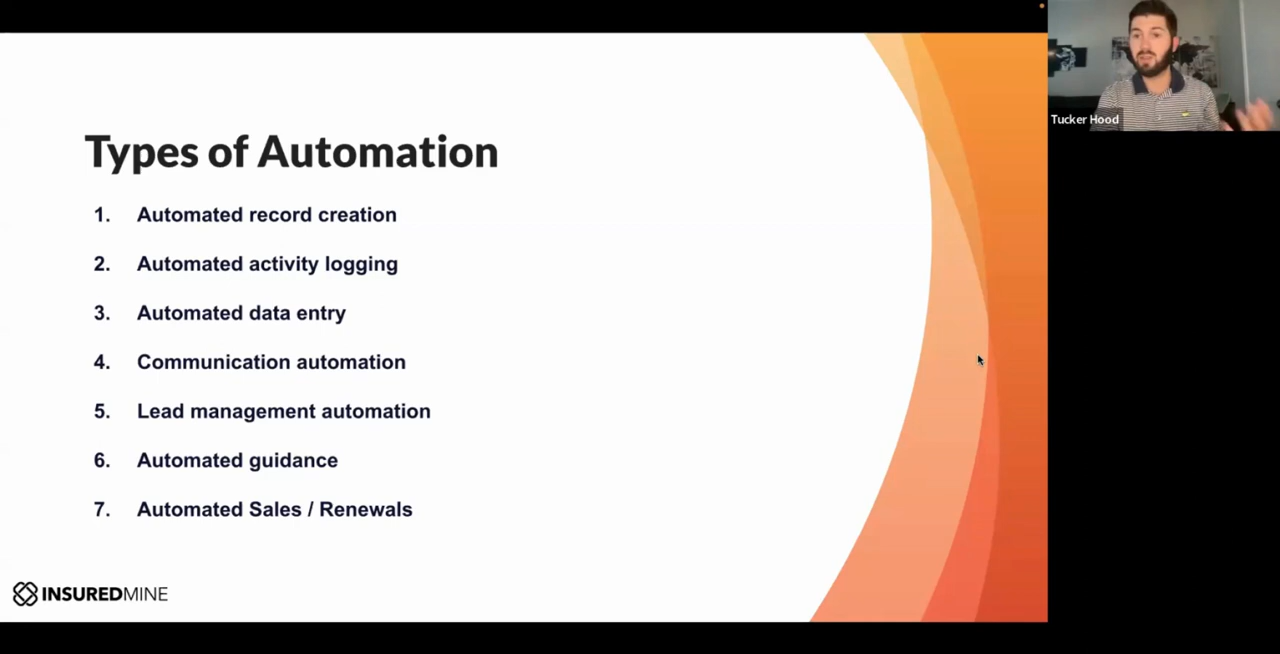 Types of Automation
1. Automated record creation
2. Automated activity logging
3. Automated data entry
4. Communication automation
5. Lead management automation
6. Automated guidance
7. Automated Sales / Renewals
INSUREDMINE
Tucker Hood